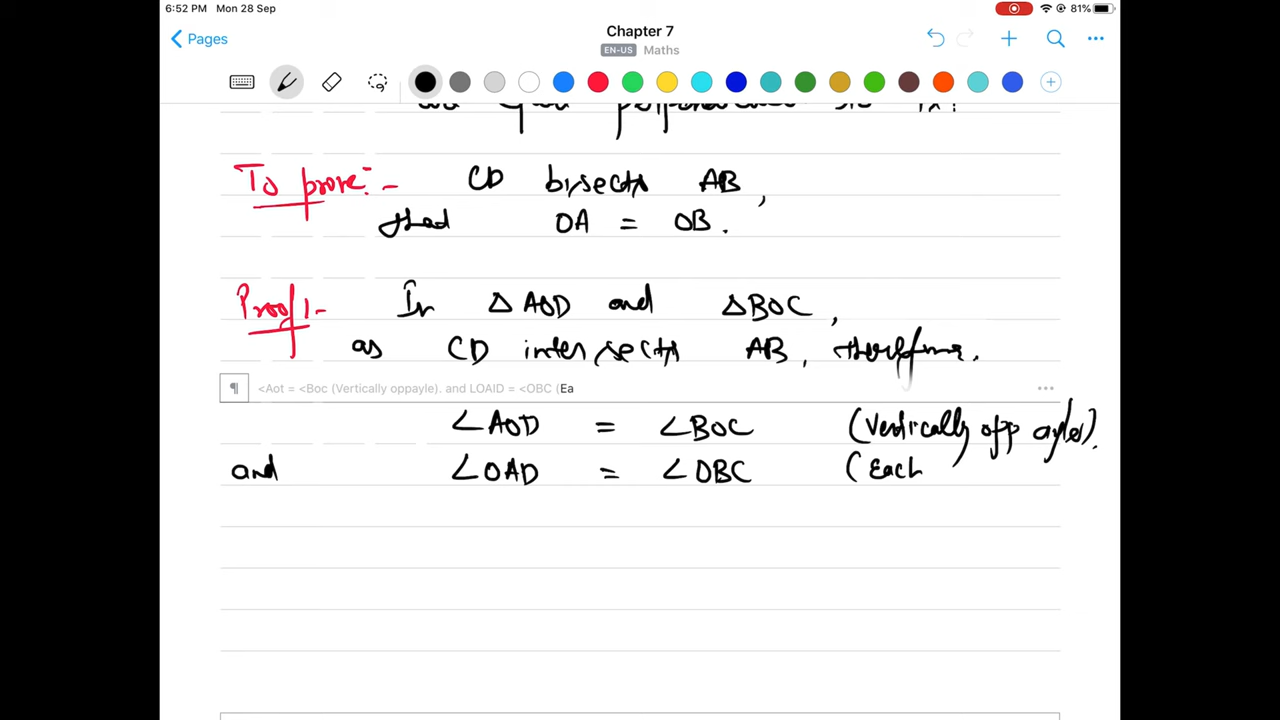 6:52 PM Mon 28 Sep
81%
Pages
Chapter 7
EN-US Maths
To prove:-
CD bisects AB,
that OA = OB.
Proof:-
In △AOD and △BOC,
as CD intersects AB, therefore.
<Aot = <Boc (Vertically oppayle). and LOAID = <OBC (Ea
∠AOD = ∠BOC (Vertically opp angles).
and ∠OAD = ∠OBC (Each